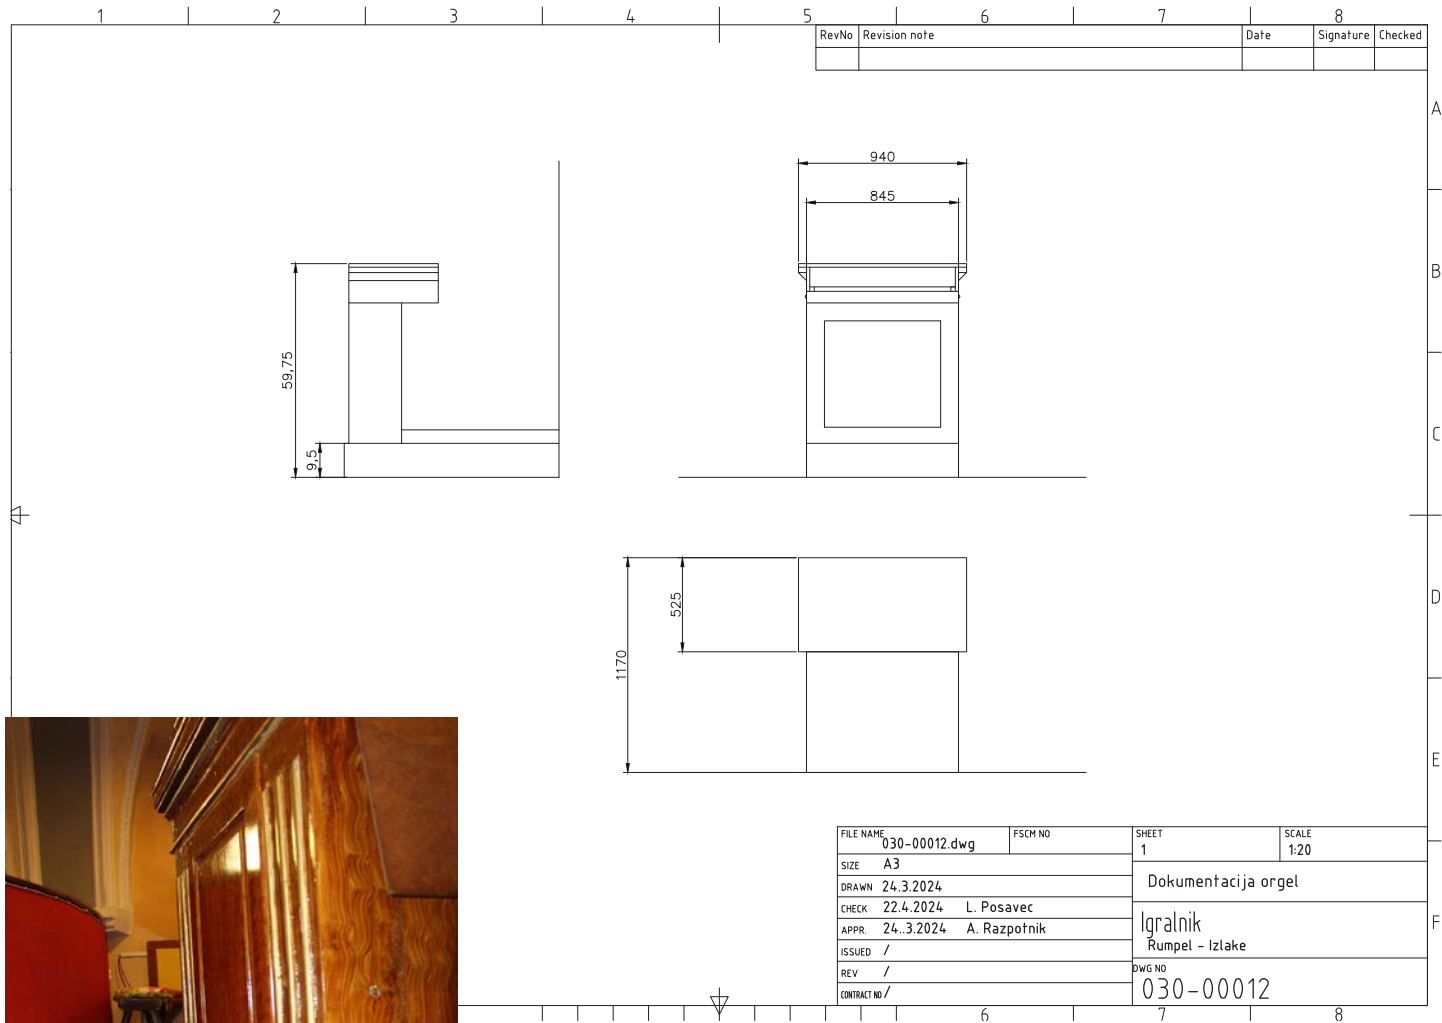 1 2 3 4 5 6 7 8
RevNo Revision note Date Signature Checked
A
940
845
B
59,75
9,5
C
525
D
1170
E
FILE NAME 030-00012.dwg FSCM NO SHEET 1 SCALE 1:20
SIZE A3
DRAWN 24.3.2024
Dokumentacija orgel
CHECK 22.4.2024 L. Posavec
APPR. 24..3.2024 A. Razpotnik
Igralnik
Rumpel - Izlake
F
ISSUED /
REV /
CONTRACT NO /
DWG NO
030-00012
6 7 8